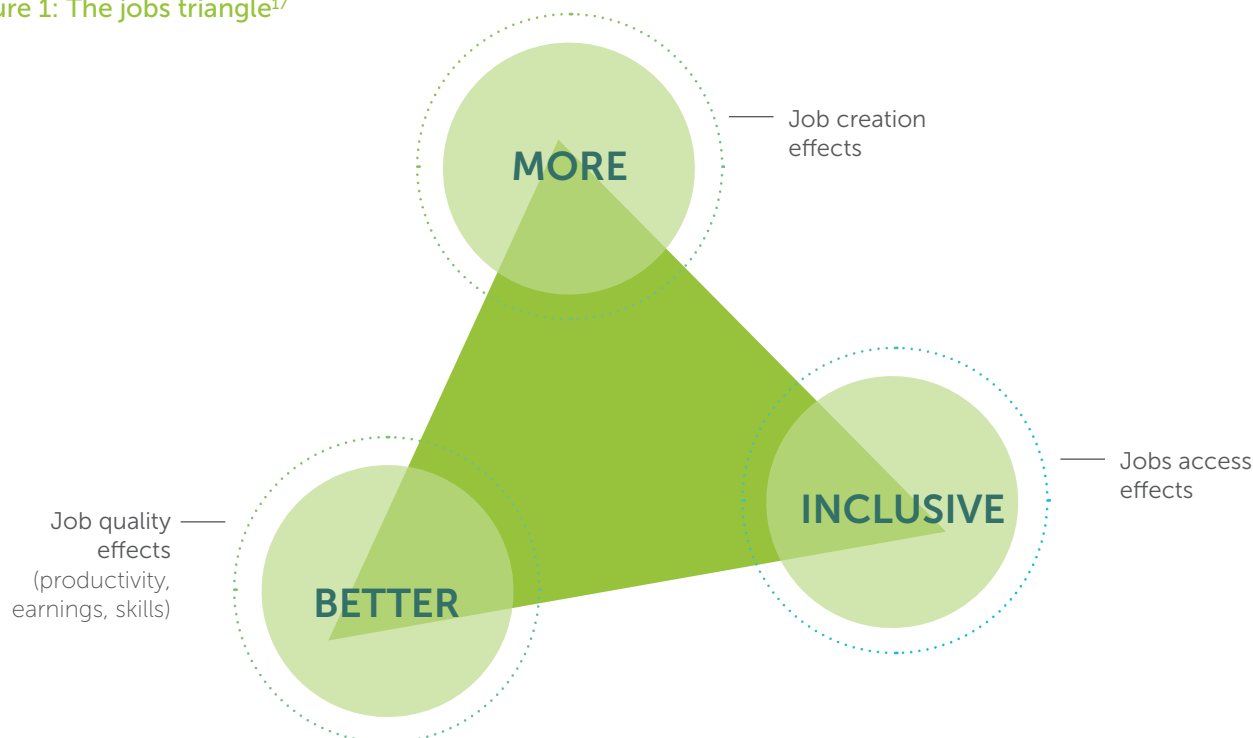 ure 1: The jobs triangle¹⁷
MORE
Job creation
effects
INCLUSIVE
Jobs access
effects
Job quality
effects
(productivity,
earnings, skills)
BETTER